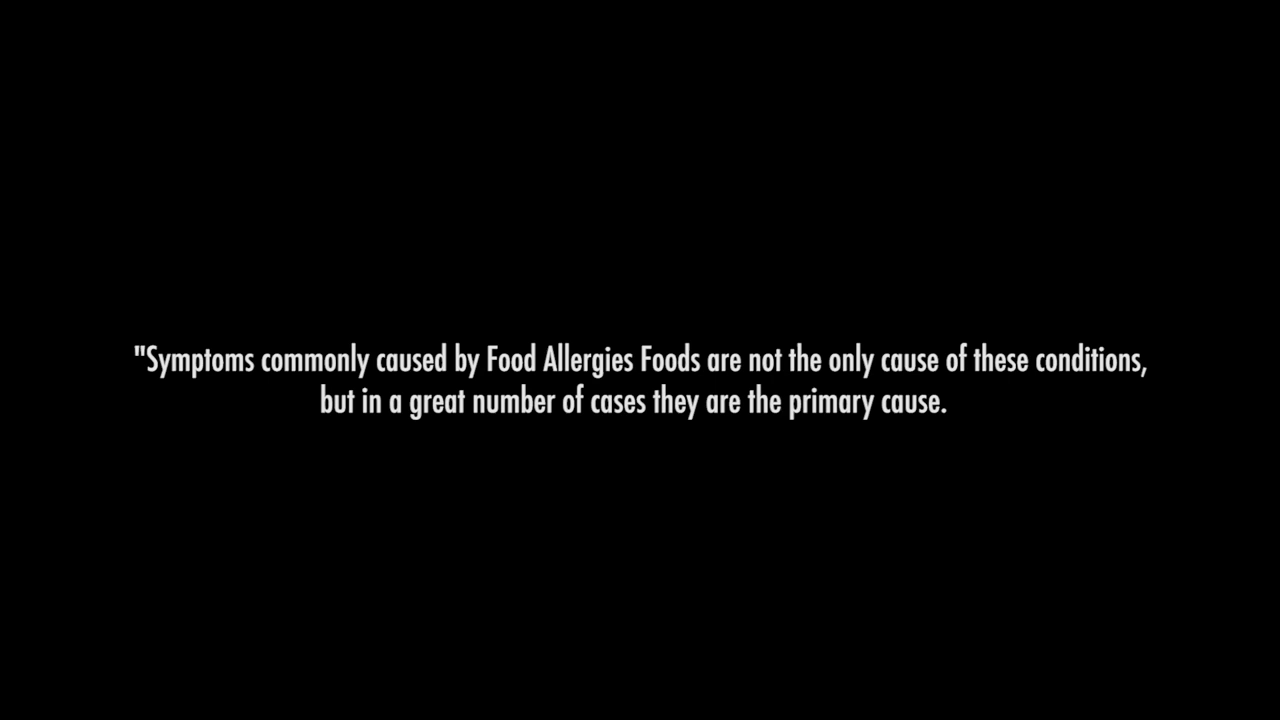 "Symptoms commonly caused by Food Allergies Foods are not the only cause of these conditions,
but in a great number of cases they are the primary cause.